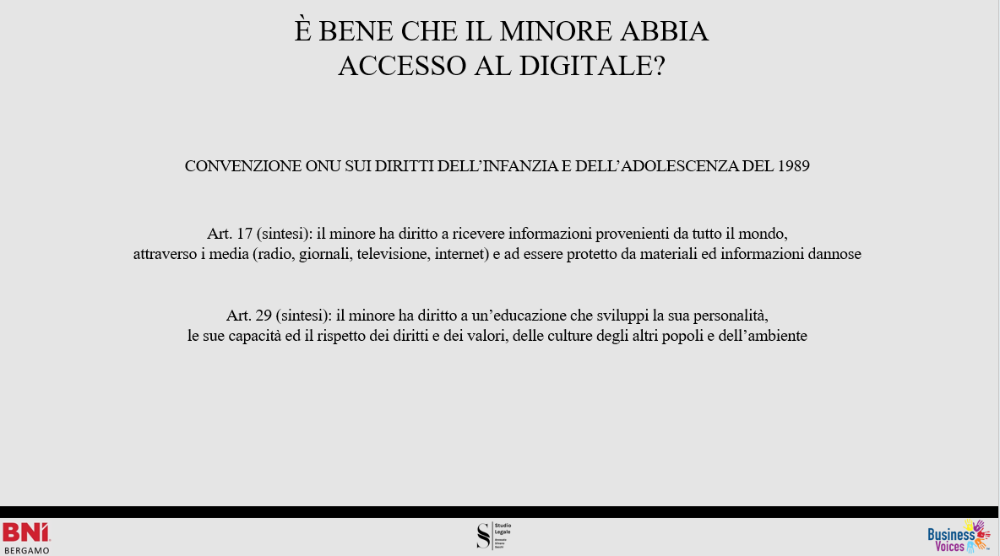 È BENE CHE IL MINORE ABBIA
ACCESSO AL DIGITALE?
CONVENZIONE ONU SUI DIRITTI DELL’INFANZIA E DELL’ADOLESCENZA DEL 1989
Art. 17 (sintesi): il minore ha diritto a ricevere informazioni provenienti da tutto il mondo,
attraverso i media (radio, giornali, televisione, internet) e ad essere protetto da materiali ed informazioni dannose
Art. 29 (sintesi): il minore ha diritto a un’educazione che sviluppi la sua personalità,
le sue capacità ed il rispetto dei diritti e dei valori, delle culture degli altri popoli e dell’ambiente
BNI
BERGAMO
S
Studio
Legale
Avvocato
Business
Voices